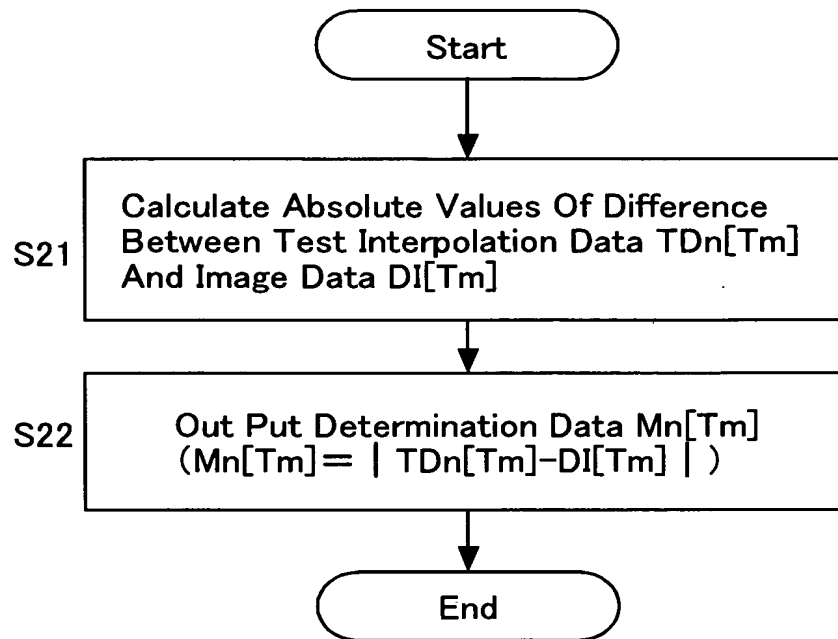 Start
S21
Calculate Absolute Values Of Difference
Between Test Interpolation Data TDn[Tm]
And Image Data DI[Tm]
S22
Out Put Determination Data Mn[Tm]
(Mn[Tm]= | TDn[Tm]-DI[Tm] | )
End